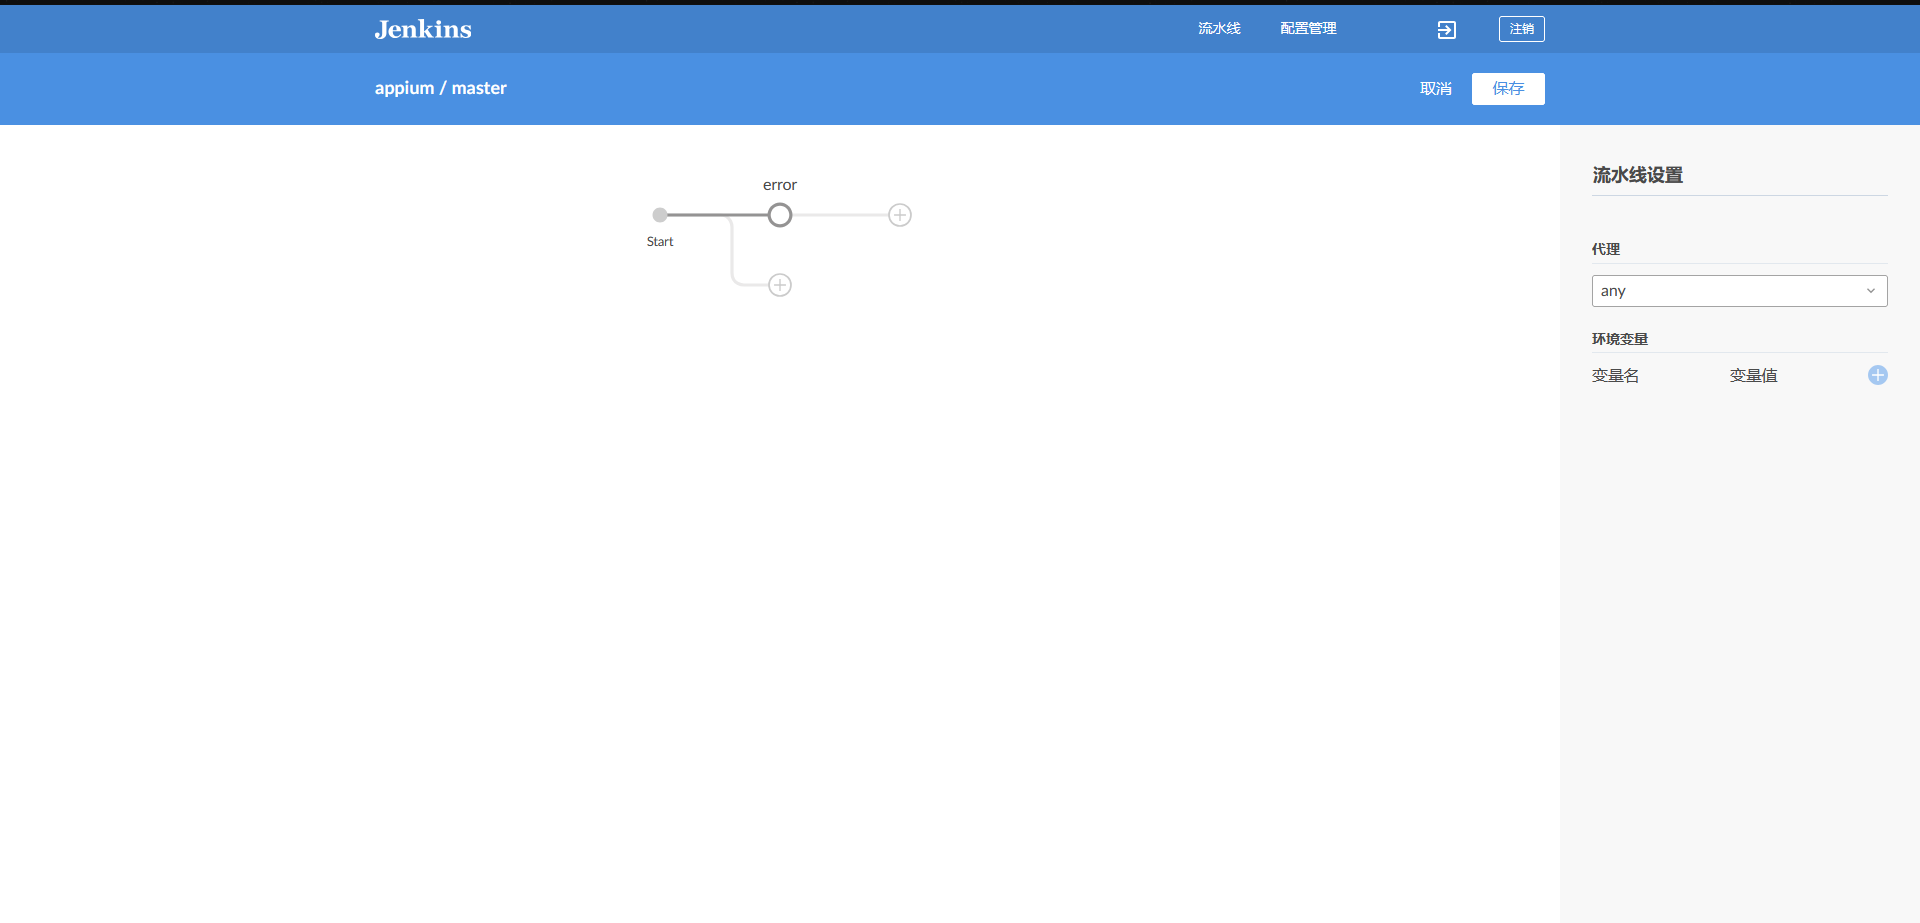 Jenkins
流水线
配置管理
注销
appium / master
取消
保存
error
Start
流水线设置
代理
any
环境变量
变量名
变量值